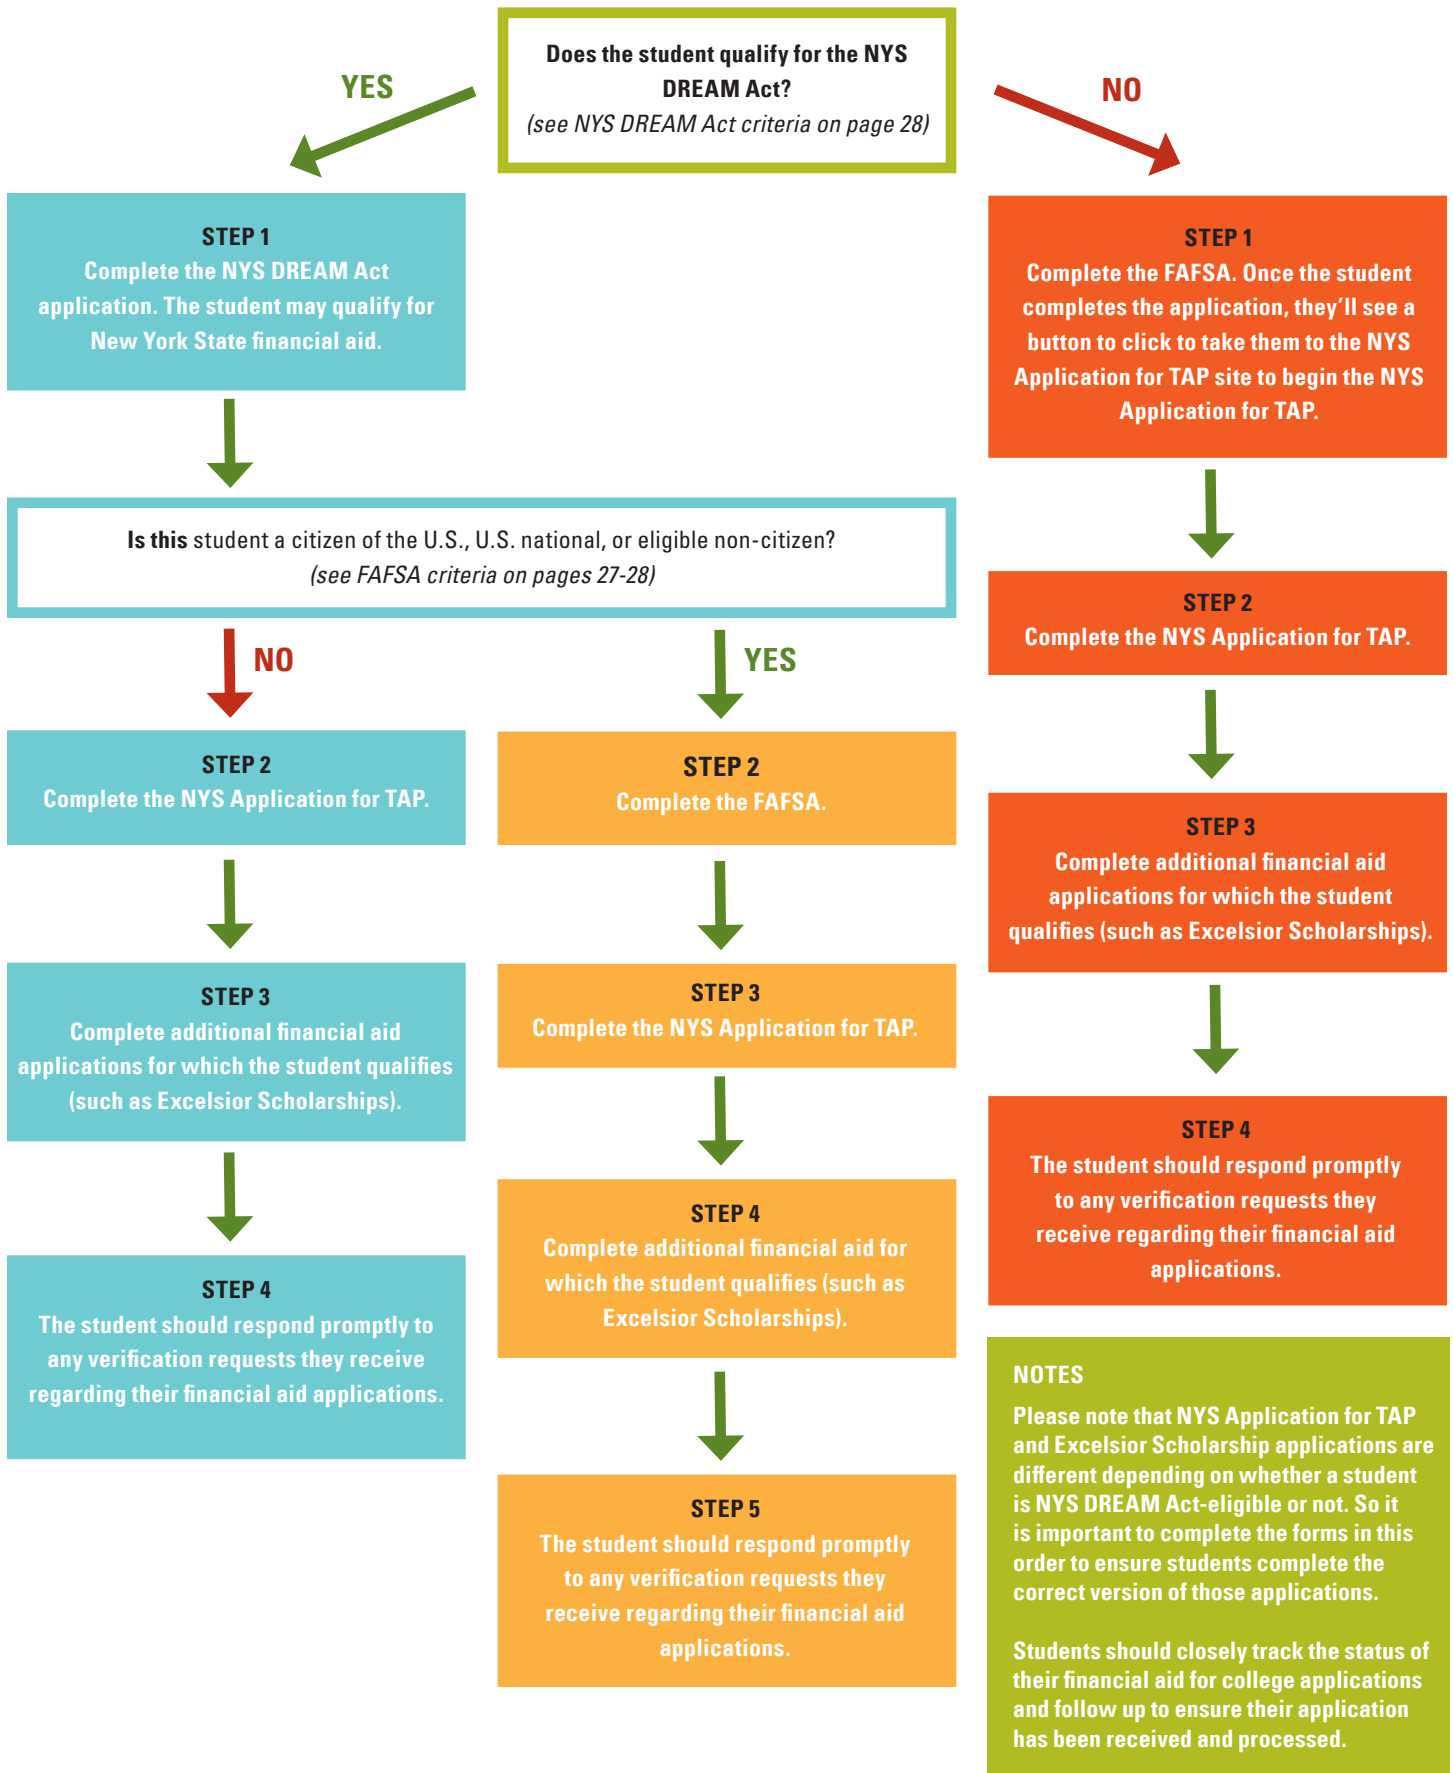 Does the student qualify for the NYS
DREAM Act?
(see NYS DREAM Act criteria on page 28)
YES
NO
STEP 1
Complete the NYS DREAM Act
application. The student may qualify for
New York State financial aid.
Is this student a citizen of the U.S., U.S. national, or eligible non-citizen?
(see FAFSA criteria on pages 27-28)
NO
YES
STEP 2
Complete the NYS Application for TAP.
STEP 3
Complete additional financial aid
applications for which the student qualifies
(such as Excelsior Scholarships).
STEP 4
The student should respond promptly to
any verification requests they receive
regarding their financial aid applications.
STEP 2
Complete the FAFSA.
STEP 3
Complete the NYS Application for TAP.
STEP 4
Complete additional financial aid for
which the student qualifies (such as
Excelsior Scholarships).
STEP 5
The student should respond promptly
to any verification requests they
receive regarding their financial aid
applications.
STEP 1
Complete the FAFSA. Once the student
completes the application, they’ll see a
button to click to take them to the NYS
Application for TAP site to begin the NYS
Application for TAP.
STEP 2
Complete the NYS Application for TAP.
STEP 3
Complete additional financial aid
applications for which the student
qualifies (such as Excelsior Scholarships).
STEP 4
The student should respond promptly
to any verification requests they
receive regarding their financial aid
applications.
NOTES
Please note that NYS Application for TAP
and Excelsior Scholarship applications are
different depending on whether a student
is NYS DREAM Act-eligible or not. So it
is important to complete the forms in this
order to ensure students complete the
correct version of those applications.
Students should closely track the status of
their financial aid for college applications
and follow up to ensure their application
has been received and processed.